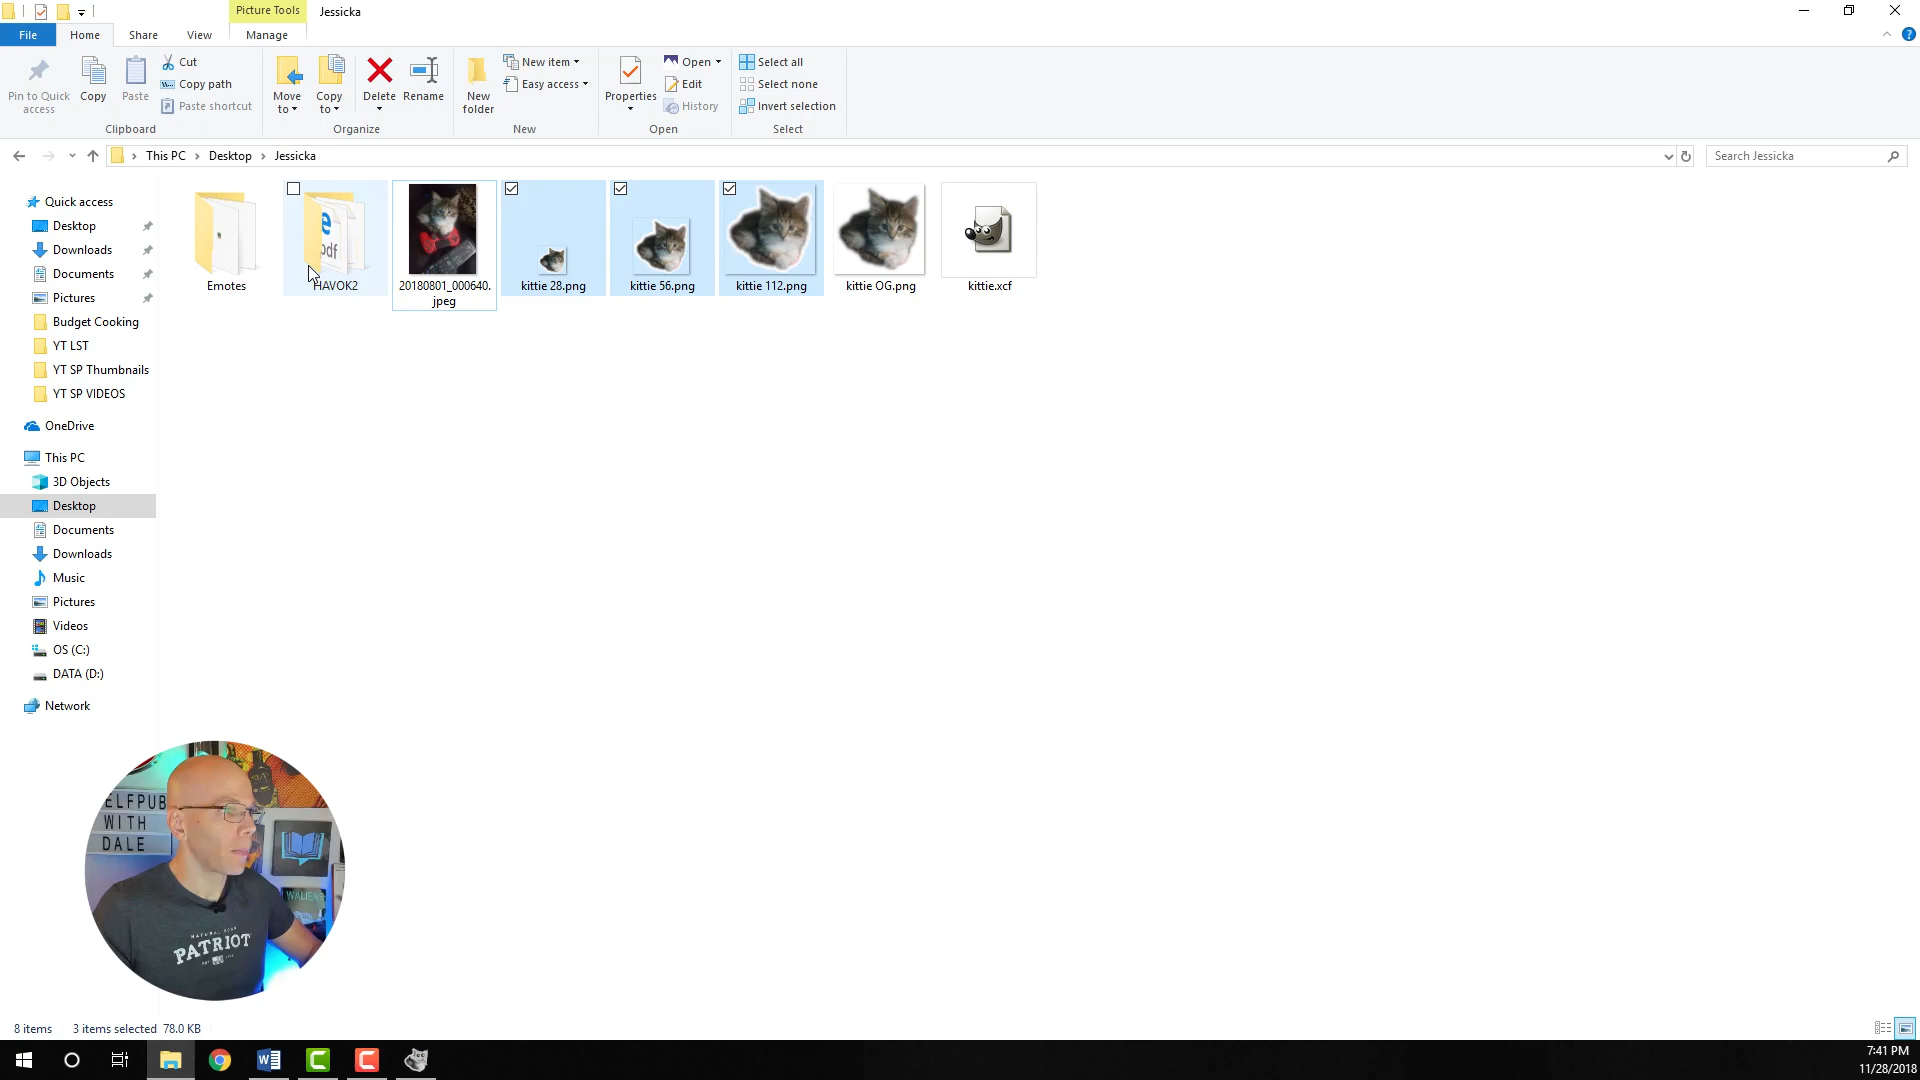 Picture Tools
Jessicka
File
Home
Share
View
Manage
Pin to Quick access
Copy
Paste
Cut
Copy path
Paste shortcut
Clipboard
Move to
Copy to
Delete
Rename
Organize
New folder
New item
Easy access
New
Properties
Open
Edit
History
Open
Select all
Select none
Invert selection
Select
This PC
Desktop
Jessicka
Search Jessicka
Quick access
Desktop
Downloads
Documents
Pictures
Budget Cooking
YT LST
YT SP Thumbnails
YT SP VIDEOS
OneDrive
This PC
3D Objects
Desktop
Documents
Downloads
Music
Pictures
Videos
OS (C:)
DATA (D:)
Network
Emotes
pdf
HAVOK2
20180801_000640.
jpeg
kittie 28.png
kittie 56.png
kittie 112.png
kittie OG.png
kittie.xcf
ELFPUB
WITH
DALE
PATRIOT
8 items
3 items selected
78.0 KB
7:41 PM
11/28/2018